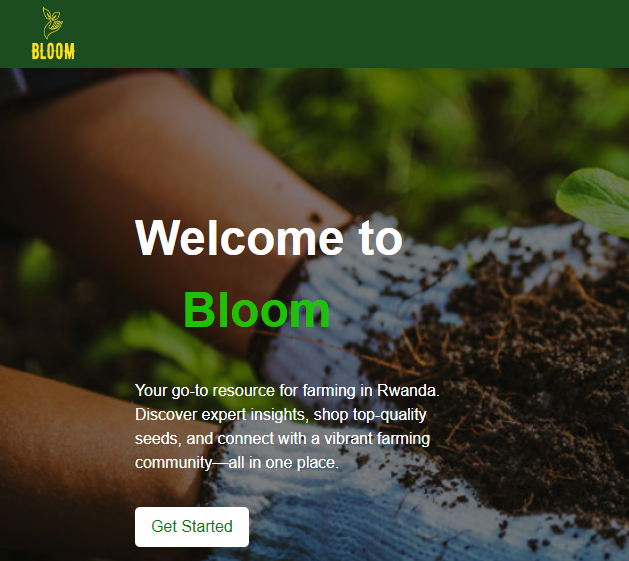 BLOOM
Welcome to
Bloom
Your go-to resource for farming in Rwanda.
Discover expert insights, shop top-quality
seeds, and connect with a vibrant farming
community—all in one place.
Get Started